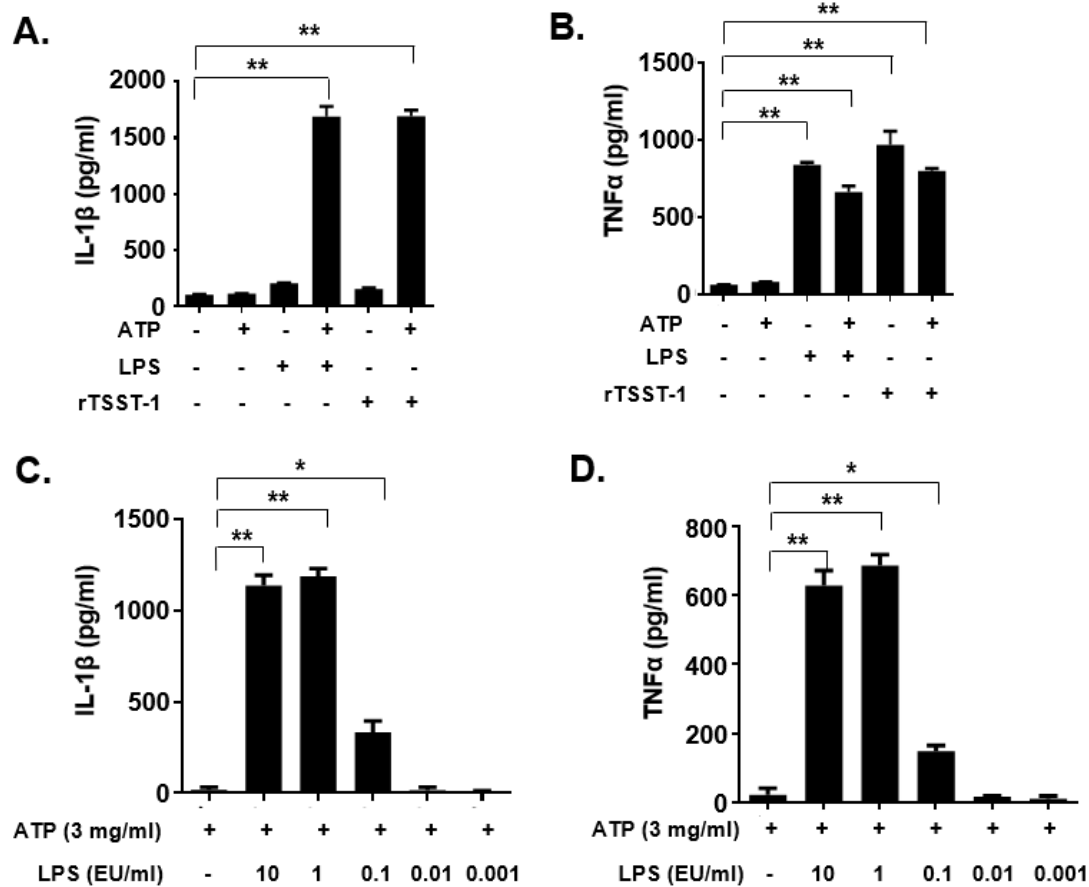 A.
** 
**
2000
1500
1000
500
0
IL-1β (pg/ml)
ATP - + - + - +
LPS - - + + - -
rTSST-1 - - - - + +
B.
**
**
**
**
1500
1000
500
0
TNFα (pg/ml)
ATP - + - + - +
LPS - - + + - -
rTSST-1 - - - - + +
C.
*
**
**
1500
1000
500
0
IL-1β (pg/ml)
ATP (3 mg/ml) + + + + + +
LPS (EU/ml) - 10 1 0.1 0.01 0.001
D.
*
**
**
800
600
400
200
0
TNFα (pg/ml)
ATP (3 mg/ml) + + + + + +
LPS (EU/ml) - 10 1 0.1 0.01 0.001